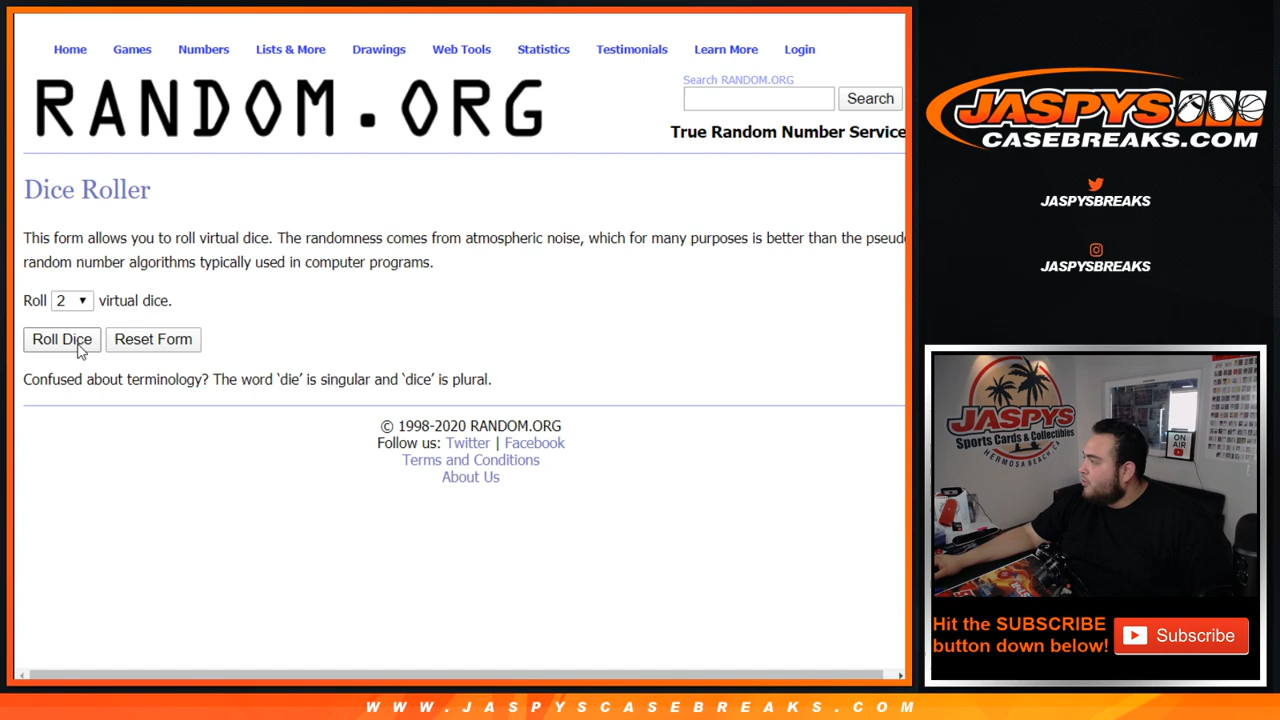 Home Games Numbers Lists & More Drawings Web Tools Statistics Testimonials Learn More Login
RANDOM.ORG
Search RANDOM.ORG
Search
True Random Number Service
Dice Roller
This form allows you to roll virtual dice. The randomness comes from atmospheric noise, which for many purposes is better than the pseudo
random number algorithms typically used in computer programs.
Roll 2 virtual dice.
Roll Dice Reset Form
Confused about terminology? The word ‘die’ is singular and ‘dice’ is plural.
© 1998-2020 RANDOM.ORG
Follow us: Twitter | Facebook
Terms and Conditions
About Us
JASPYS
CASEBREAKS.COM
JASPYSBREAKS
JASPYSBREAKS
JASPYS
Sports Cards & Collectibles
HERMOSA BEACH CA
ON
AIR
Hit the SUBSCRIBE
button down below!
Subscribe
WWW.JASPYSCASEBREAKS.COM